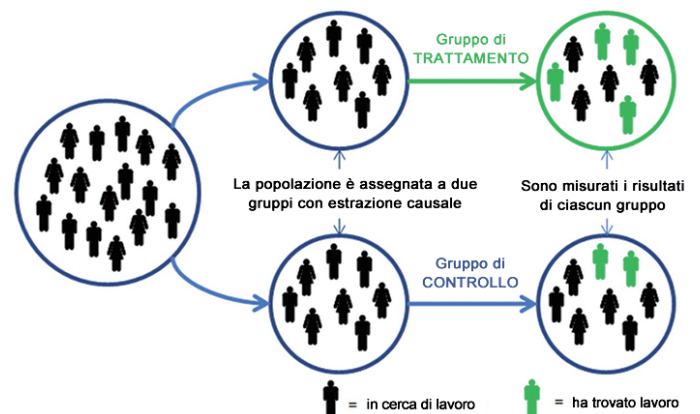 Gruppo di
TRATTAMENTO
La popolazione è assegnata a due
gruppi con estrazione causale
Sono misurati i risultati
di ciascun gruppo
Gruppo di
CONTROLLO
= in cerca di lavoro
= ha trovato lavoro